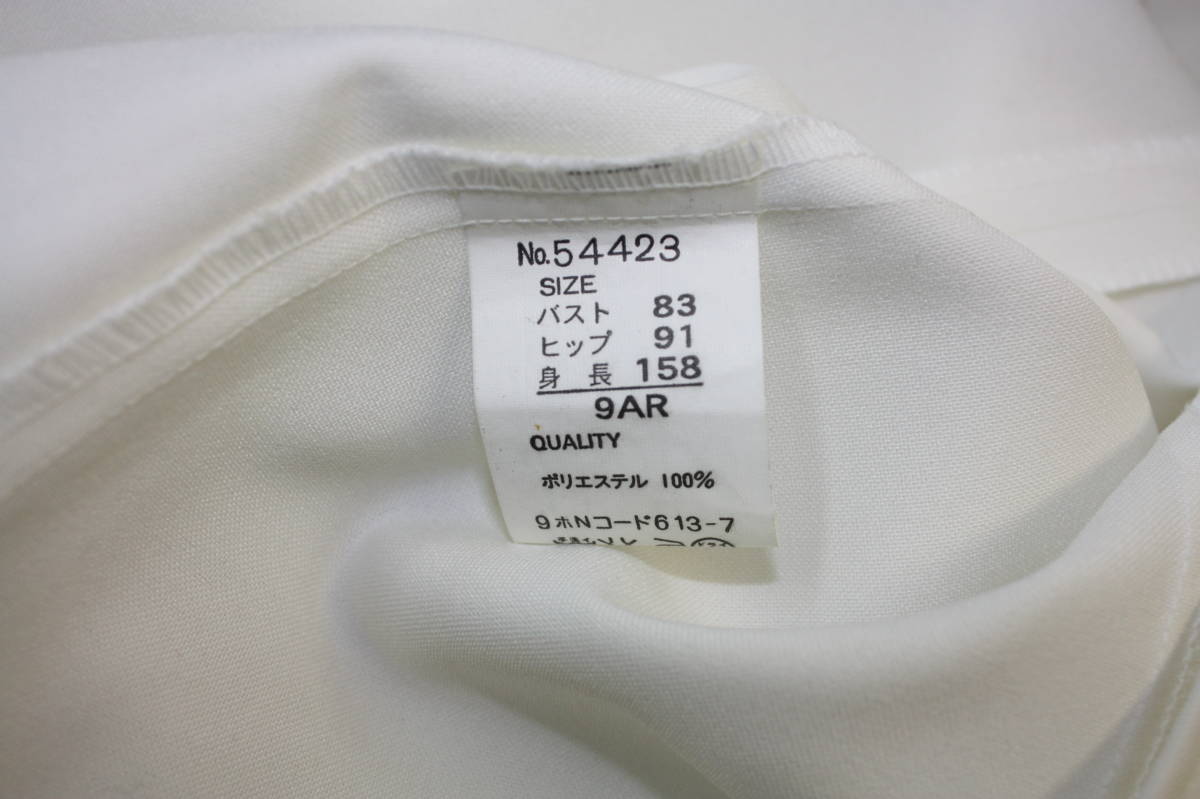 No.54423
SIZE
バスト 83
ヒップ 91
身長 158
9AR
QUALITY
ポリエステル 100%
9ホNコード613-7